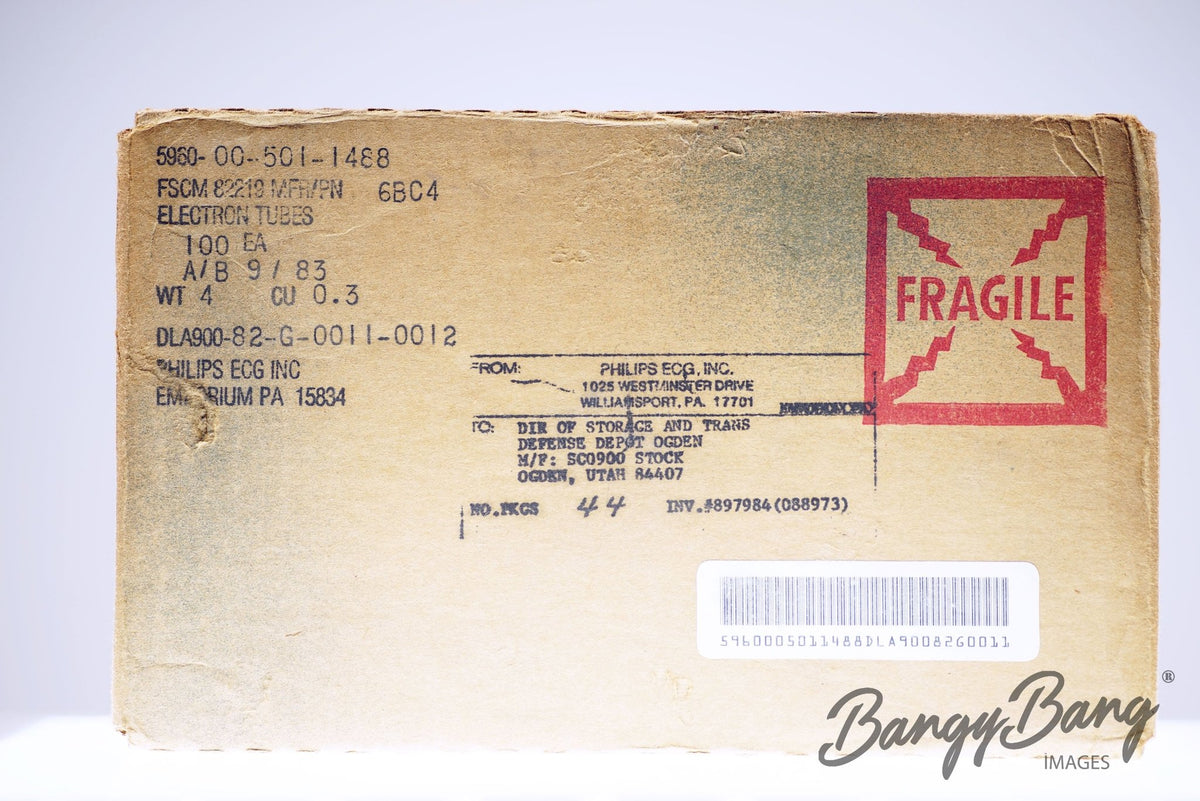 5960-00-501-1488
FSCM 82219 MFR/PN 6BC4
ELECTRON TUBES
100 EA
A/B 9 / 83
WT 4 CU 0.3
DLA900-82-G-0011-0012
PHILIPS ECG INC
EMPORIUM PA 15834
FRAGILE
FROM: PHILIPS ECG, INC.
1025 WESTMINSTER DRIVE
WILLIAMSPORT, PA. 17701
TO: DIR OF STORAGE AND TRANS
DEFENSE DEPOT OGDEN
M/F: SC0900 STOCK
OGDEN, UTAH 84407
NO.PKGS 44 INV.#897984(088973)
5960005011488DLA90082G0011
BangyBang ®
IMAGES